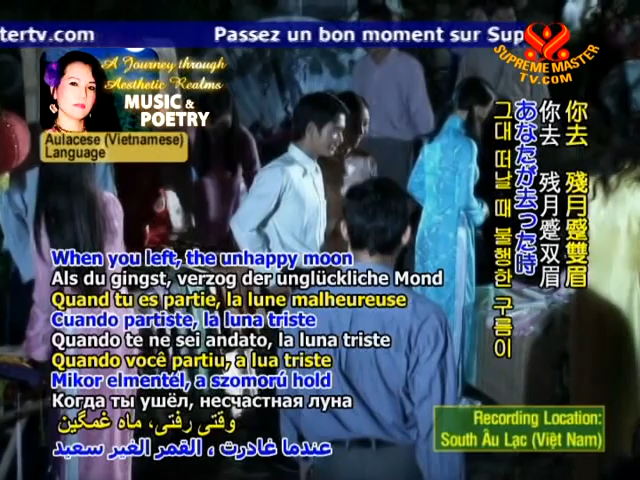 tertv.com
Passez un bon moment sur Sup
SUPREME MASTER
TV.COM
A Journey through
Aesthetic Realms
MUSIC &
POETRY
Aulacese (Vietnamese)
Language
你去 殘月蹙雙眉
你去 残月蹙双眉
あなたが去った時
그대 떠날 때 불행한 구름이
When you left, the unhappy moon
Als du gingst, verzog der unglückliche Mond
Quand tu es partie, la lune malheureuse
Cuando partiste, la luna triste
Quando te ne sei andato, la luna triste
Quando você partiu, a lua triste
Mikor elmentél, a szomorú hold
Когда ты ушёл, несчастная луна
وقتی رفتی، ماه غمگین
عندما غادرت ، القمر الغير سعيد
Recording Location:
South Âu Lạc (Việt Nam)